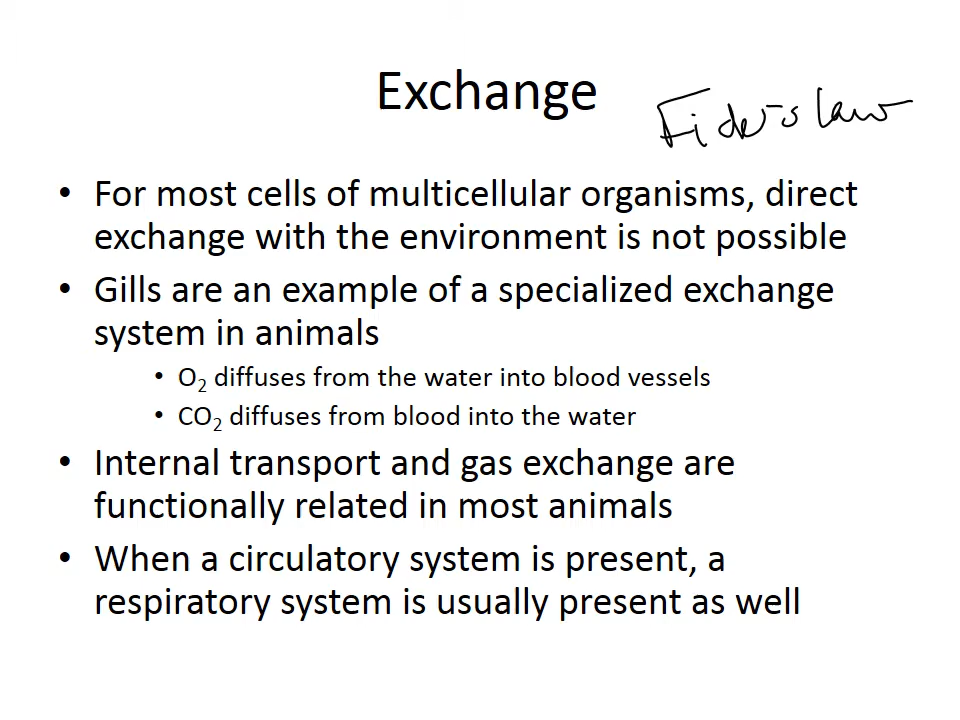 Exchange
• For most cells of multicellular organisms, direct
exchange with the environment is not possible
• Gills are an example of a specialized exchange
system in animals
• O₂ diffuses from the water into blood vessels
• CO₂ diffuses from blood into the water
• Internal transport and gas exchange are
functionally related in most animals
• When a circulatory system is present, a
respiratory system is usually present as well
law